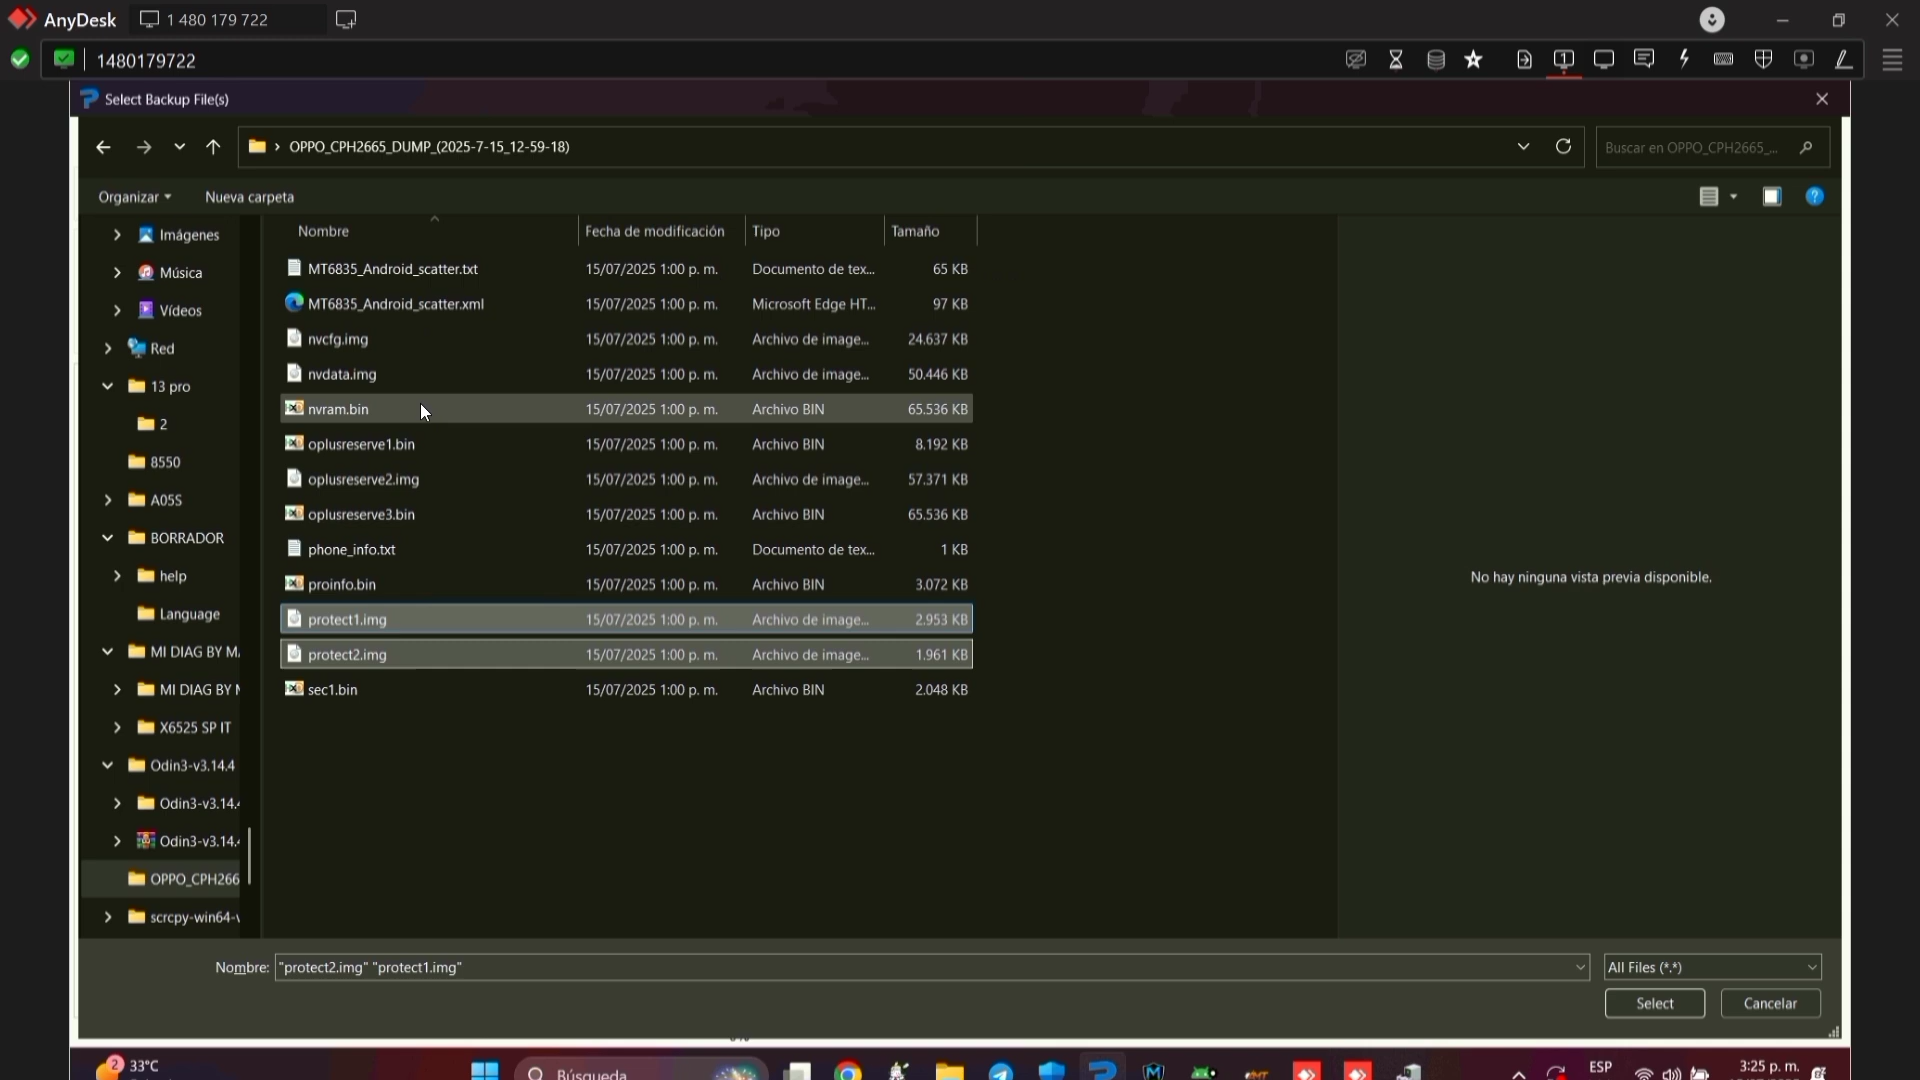 AnyDesk
1 480 179 722
1480179722
Select Backup File(s)
OPPO_CPH2665_DUMP_(2025-7-15_12-59-18)
Buscar en OPPO_CPH2665_...
Organizar
Nueva carpeta
Nombre
Fecha de modificación
Tipo
Tamaño
Imágenes
Música
Vídeos
Red
13 pro
2
8550
A05S
BORRADOR
help
Language
MI DIAG BY M
MI DIAG BY
X6525 SP IT
Odin3-v3.14.4
Odin3-v3.14.
Odin3-v3.14.
OPPO_CPH266
scrcpy-win64-
MT6835_Android_scatter.txt 15/07/2025 1:00 p. m. Documento de tex... 65 KB
MT6835_Android_scatter.xml 15/07/2025 1:00 p. m. Microsoft Edge HT... 97 KB
nvcfg.img 15/07/2025 1:00 p. m. Archivo de image... 24.637 KB
nvdata.img 15/07/2025 1:00 p. m. Archivo de image... 50.446 KB
nvram.bin 15/07/2025 1:00 p. m. Archivo BIN 65.536 KB
oplusreserve1.bin 15/07/2025 1:00 p. m. Archivo BIN 8.192 KB
oplusreserve2.img 15/07/2025 1:00 p. m. Archivo de image... 57.371 KB
oplusreserve3.bin 15/07/2025 1:00 p. m. Archivo BIN 65.536 KB
phone_info.txt 15/07/2025 1:00 p. m. Documento de tex... 1 KB
proinfo.bin 15/07/2025 1:00 p. m. Archivo BIN 3.072 KB
protect1.img 15/07/2025 1:00 p. m. Archivo de image... 2.953 KB
protect2.img 15/07/2025 1:00 p. m. Archivo de image... 1.961 KB
sec1.bin 15/07/2025 1:00 p. m. Archivo BIN 2.048 KB
No hay ninguna vista previa disponible.
Nombre: "protect2.img" "protect1.img"
All Files (*.*)
Select
Cancelar
2
33°C
Búsqueda
ESP
3:25 p. m.